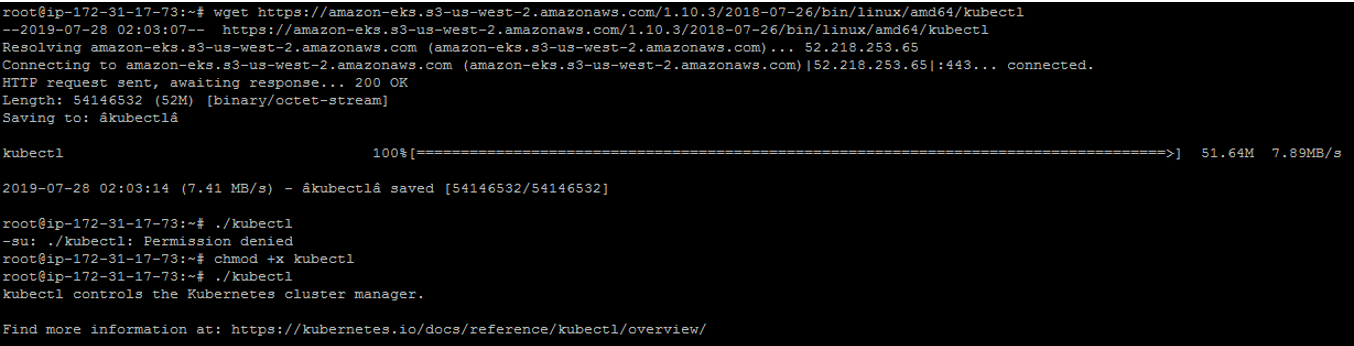 root@ip-172-31-17-73:~# wget https://amazon-eks.s3-us-west-2.amazonaws.com/1.10.3/2018-07-26/bin/linux/amd64/kubectl
--2019-07-28 02:03:07--  https://amazon-eks.s3-us-west-2.amazonaws.com/1.10.3/2018-07-26/bin/linux/amd64/kubectl
Resolving amazon-eks.s3-us-west-2.amazonaws.com (amazon-eks.s3-us-west-2.amazonaws.com)... 52.218.253.65
Connecting to amazon-eks.s3-us-west-2.amazonaws.com (amazon-eks.s3-us-west-2.amazonaws.com)|52.218.253.65|:443... connected.
HTTP request sent, awaiting response... 200 OK
Length: 54146532 (52M) [binary/octet-stream]
Saving to: âkubectlâ
kubectl 100%[=====================================================================================>] 51.64M 7.89MB/s
2019-07-28 02:03:14 (7.41 MB/s) - âkubectlâ saved [54146532/54146532]
root@ip-172-31-17-73:~# ./kubectl
-su: ./kubectl: Permission denied
root@ip-172-31-17-73:~# chmod +x kubectl
root@ip-172-31-17-73:~# ./kubectl
kubectl controls the Kubernetes cluster manager.
Find more information at: https://kubernetes.io/docs/reference/kubectl/overview/